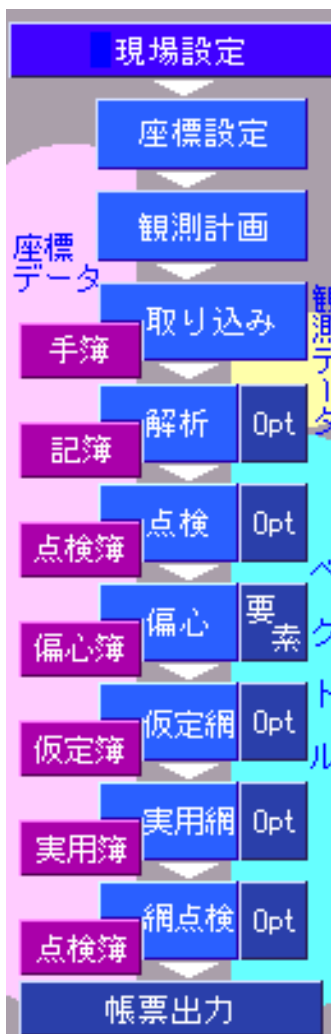 現場設定
座標設定
観測計画
座標
データ
取り込み
観測データ
手簿
解析
Opt
記簿
点検
Opt
点検簿
ベクトル
偏心
要素
偏心簿
仮定網
Opt
仮定簿
実用網
Opt
実用簿
網点検
Opt
点検簿
帳票出力